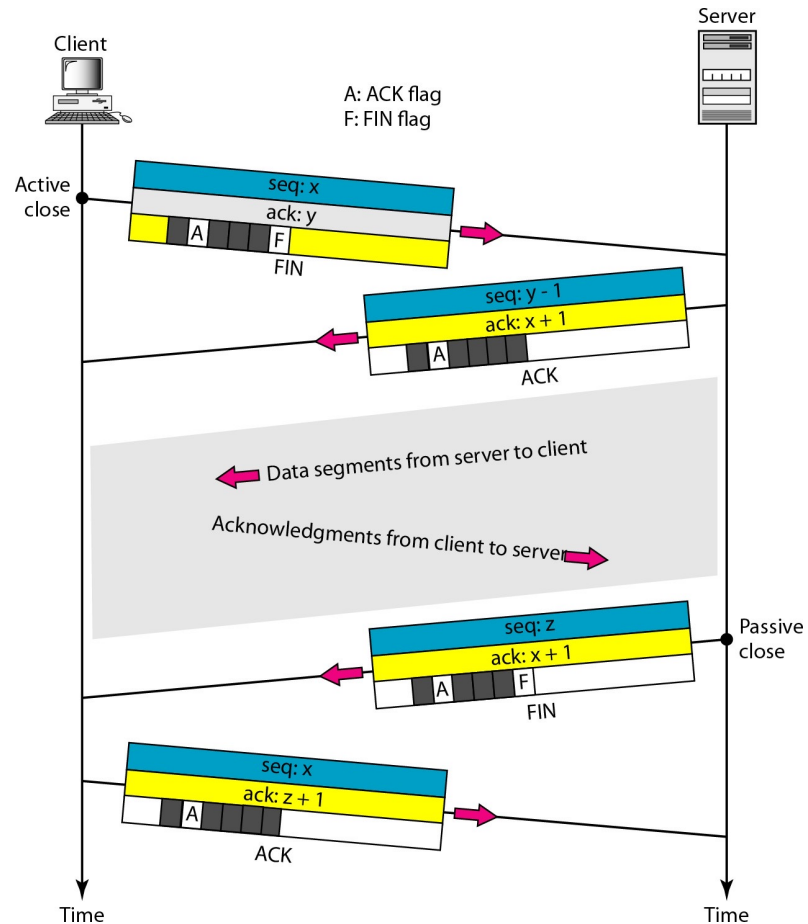 Client
Server
A: ACK flag
F: FIN flag
Active
close
seq: x
ack: y
A
F
FIN
seq: y - 1
ack: x + 1
A
ACK
Data segments from server to client
Acknowledgments from client to server
Passive
close
seq: z
ack: x + 1
A
F
FIN
seq: x
ack: z + 1
A
ACK
Time
Time